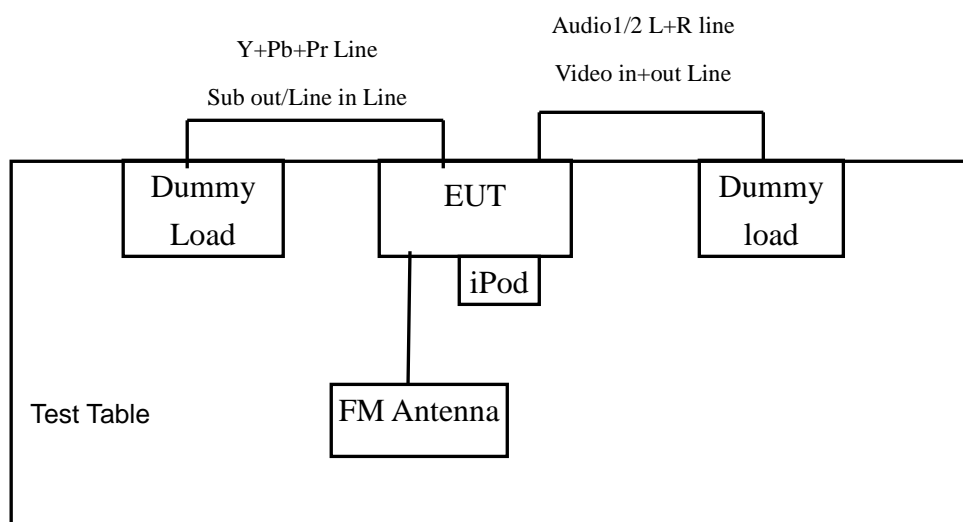 Y+Pb+Pr Line
Sub out/Line in Line
Audio1/2 L+R line
Video in+out Line
Dummy
Load
EUT
Dummy
load
iPod
FM Antenna
Test Table